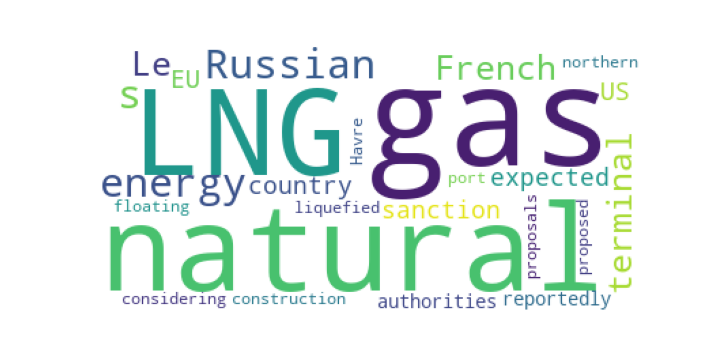 Le
EU
Russian
French
northern
s
LNG
gas
US
Havre
energy
country
port
expected
terminal
floating
liquefied
sanction
proposals
proposed
natural
considering
construction
authorities
reportedly